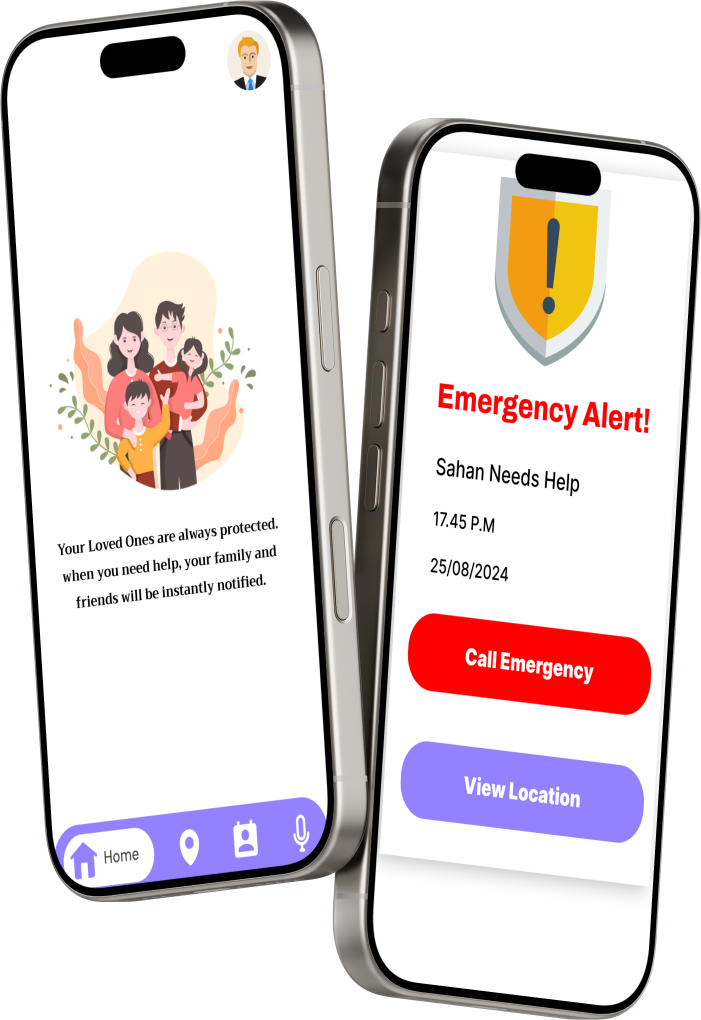 Your Loved Ones are always protected.
when you need help, your family and
friends will be instantly notified.
Home
Emergency Alert!
Sahan Needs Help
17.45 P.M
25/08/2024
Call Emergency
View Location